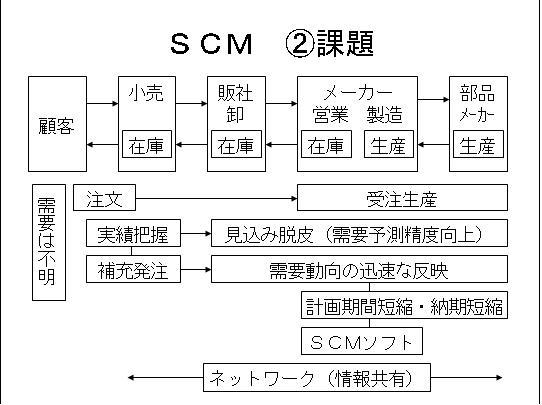 ＳＣＭ　②課題
顧客
小売
在庫
販社
卸
在庫
メーカー
営業　製造
在庫
生産
部品
ﾒｰｶｰ
生産
需要は不明
注文
受注生産
実績把握
見込み脱皮（需要予測精度向上）
補充発注
需要動向の迅速な反映
計画期間短縮・納期短縮
ＳＣＭソフト
ネットワーク（情報共有）